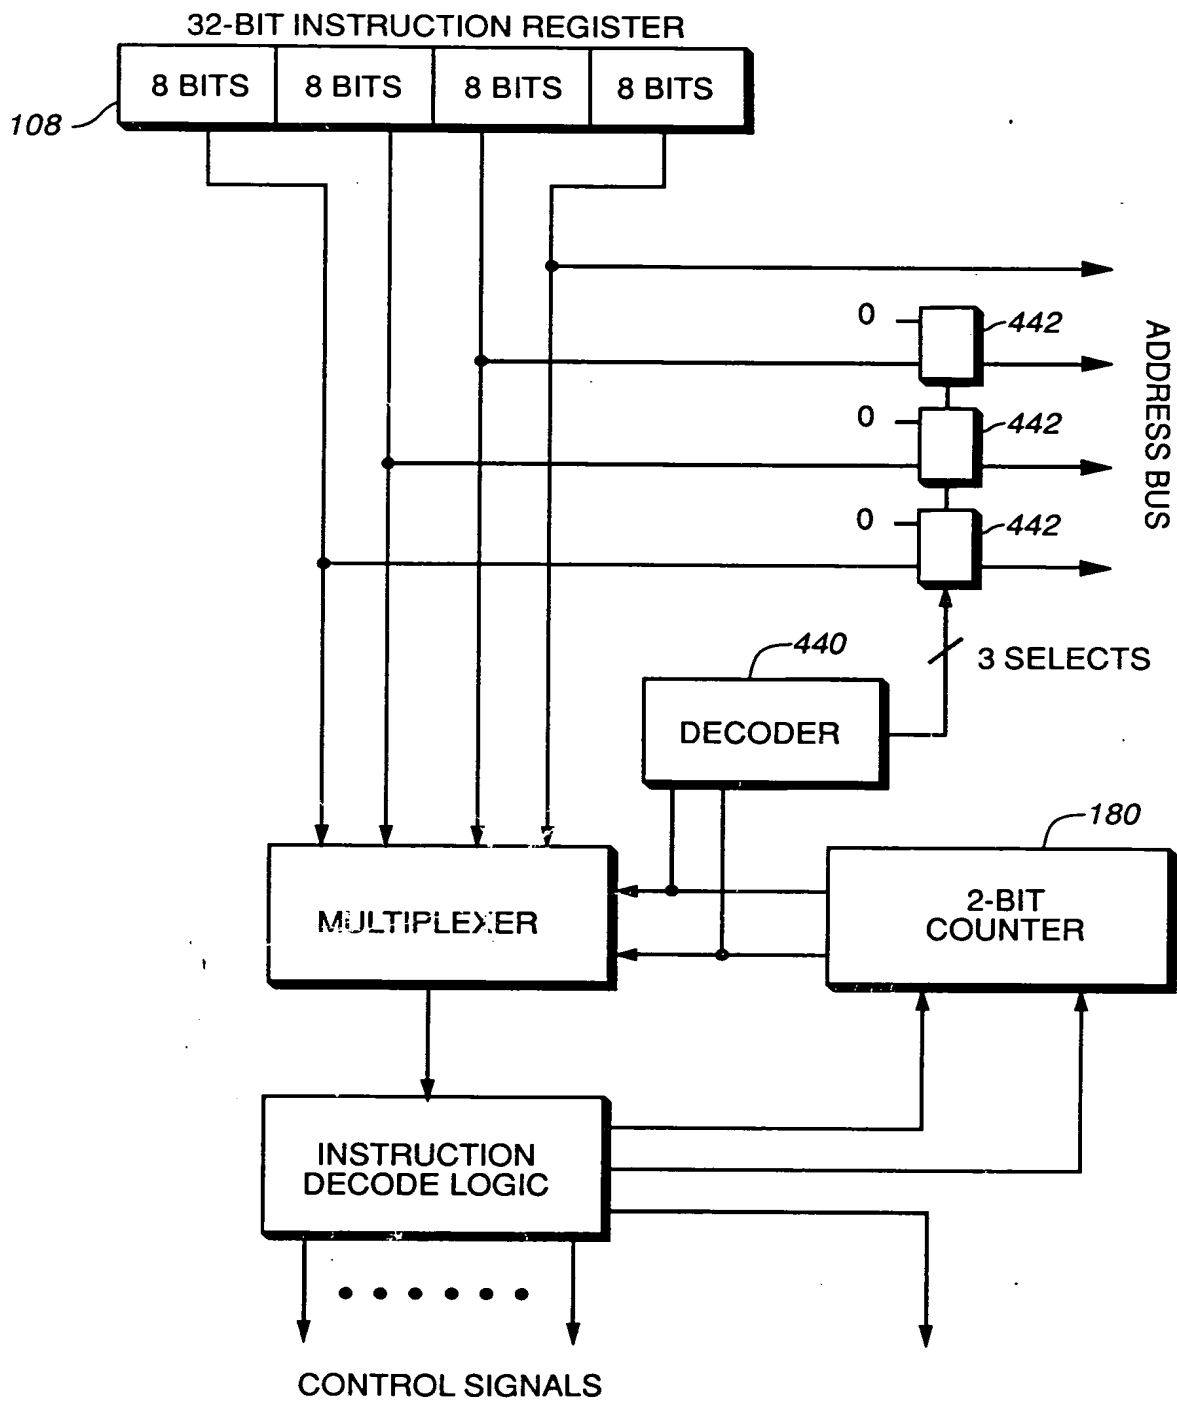 32-BIT INSTRUCTION REGISTER
8 BITS 8 BITS 8 BITS 8 BITS
108
0 442
0 442
0 442
ADDRESS BUS
3 SELECTS
440
DECODER
180
MULTIPLEXER
2-BIT
COUNTER
INSTRUCTION
DECODE LOGIC
CONTROL SIGNALS